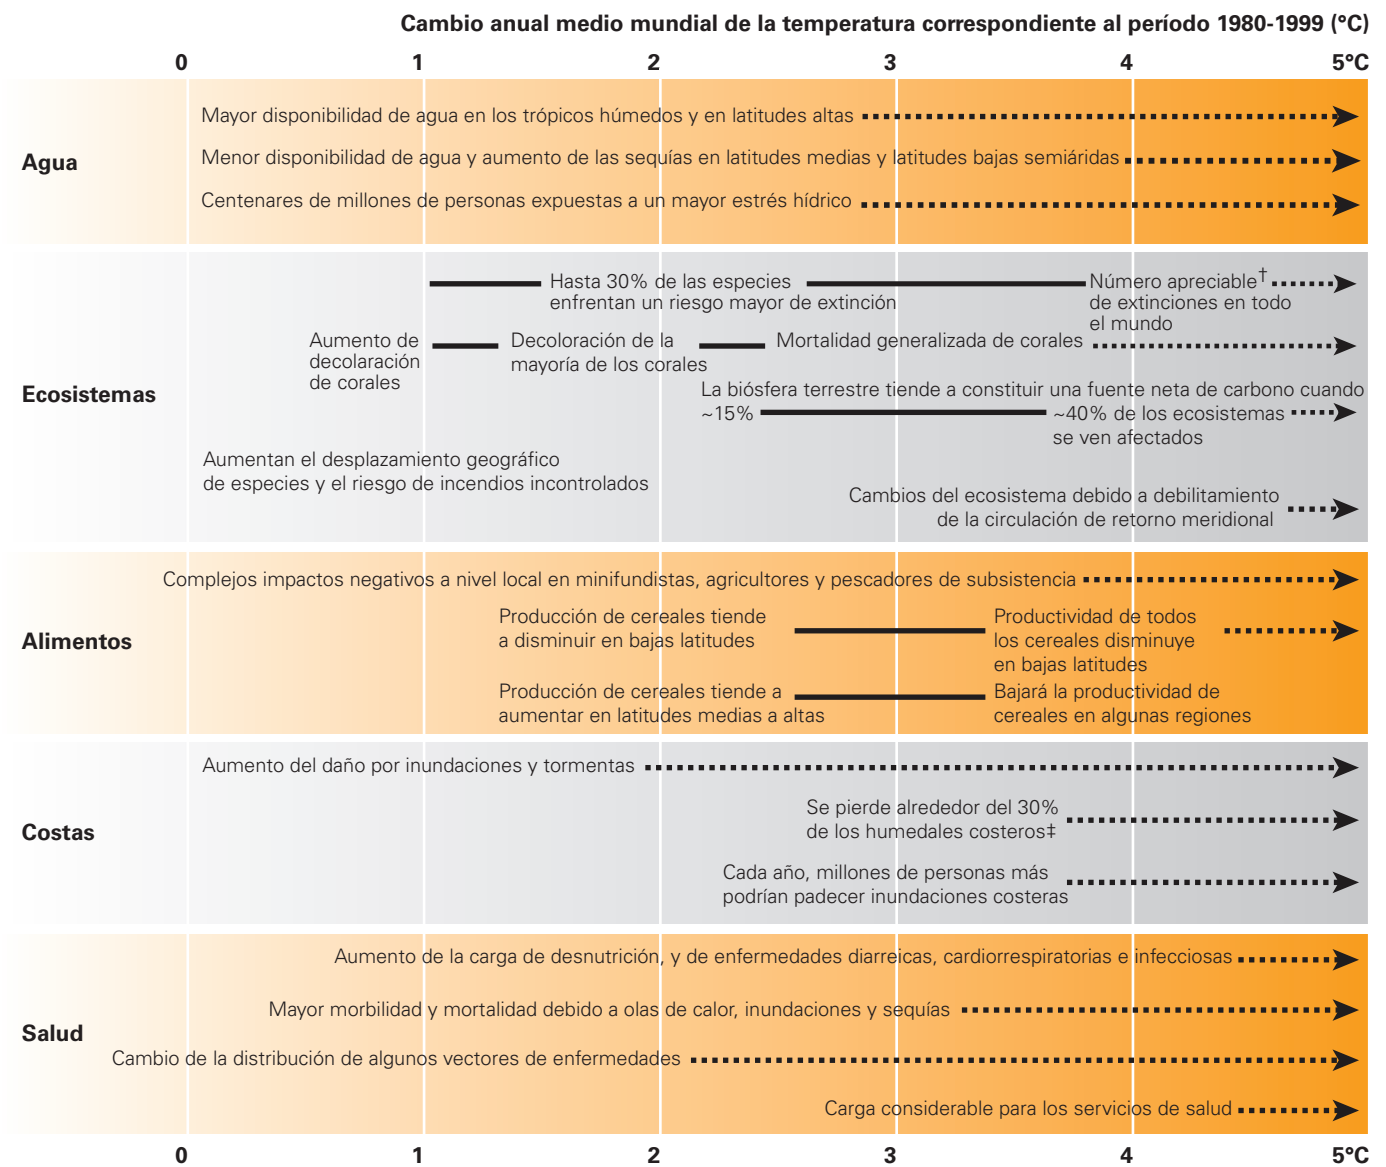 Cambio anual medio mundial de la temperatura correspondiente al período 1980-1999 (°C)
0 1 2 3 4 5°C
Agua
Mayor disponibilidad de agua en los trópicos húmedos y en latitudes altas
Menor disponibilidad de agua y aumento de las sequías en latitudes medias y latitudes bajas semiáridas
Centenares de millones de personas expuestas a un mayor estrés hídrico
Ecosistemas
Hasta 30% de las especies
enfrentan un riesgo mayor de extinción
Número apreciable†
de extinciones en todo
el mundo
Aumento de
decolaración
de corales
Decoloración de la
mayoría de los corales
Mortalidad generalizada de corales
La biósfera terrestre tiende a constituir una fuente neta de carbono cuando
~15%
~40% de los ecosistemas
se ven afectados
Aumentan el desplazamiento geográfico
de especies y el riesgo de incendios incontrolados
Cambios del ecosistema debido a debilitamiento
de la circulación de retorno meridional
Alimentos
Complejos impactos negativos a nivel local en minifundistas, agricultores y pescadores de subsistencia
Producción de cereales tiende
a disminuir en bajas latitudes
Productividad de todos
los cereales disminuye
en bajas latitudes
Producción de cereales tiende a
aumentar en latitudes medias a altas
Bajará la productividad de
cereales en algunas regiones
Costas
Aumento del daño por inundaciones y tormentas
Se pierde alrededor del 30%
de los humedales costeros‡
Cada año, millones de personas más
podrían padecer inundaciones costeras
Salud
Aumento de la carga de desnutrición, y de enfermedades diarreicas, cardiorrespiratorias e infecciosas
Mayor morbilidad y mortalidad debido a olas de calor, inundaciones y sequías
Cambio de la distribución de algunos vectores de enfermedades
Carga considerable para los servicios de salud
0 1 2 3 4 5°C